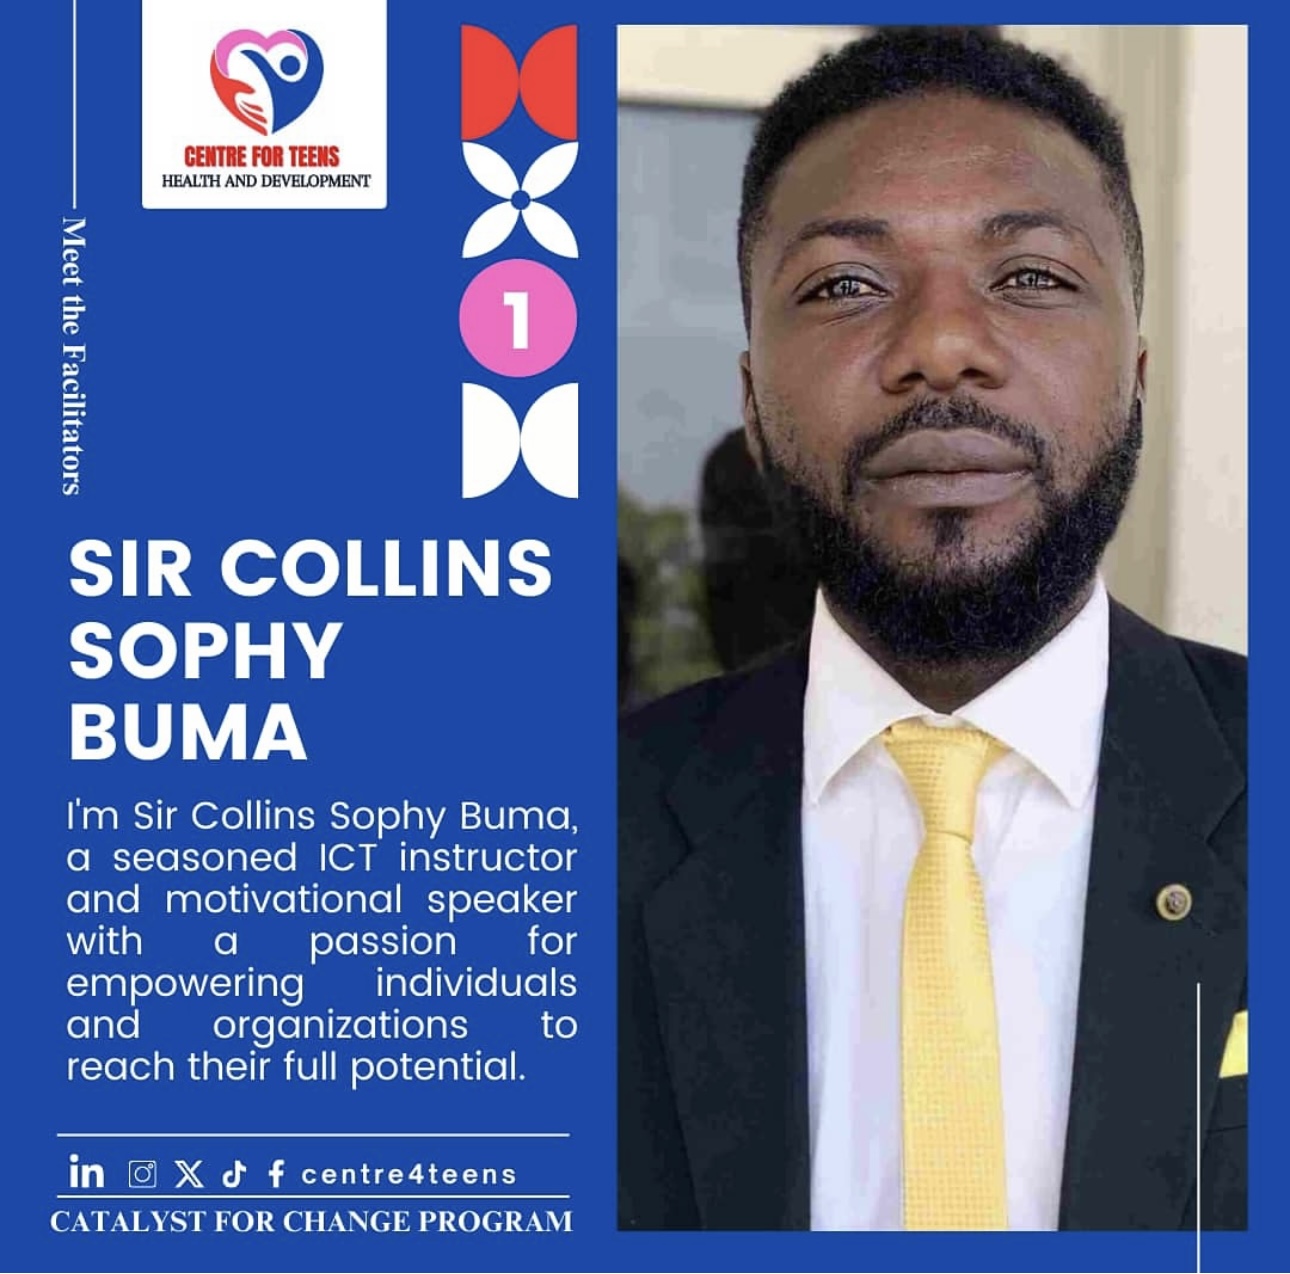 CENTRE FOR TEENS
HEALTH AND DEVELOPMENT
Meet the Facilitators
1
SIR COLLINS
SOPHY
BUMA
I'm Sir Collins Sophy Buma,
a seasoned ICT instructor
and motivational speaker
with a passion for
empowering individuals
and organizations to
reach their full potential.
in X f centre4teens
CATALYST FOR CHANGE PROGRAM